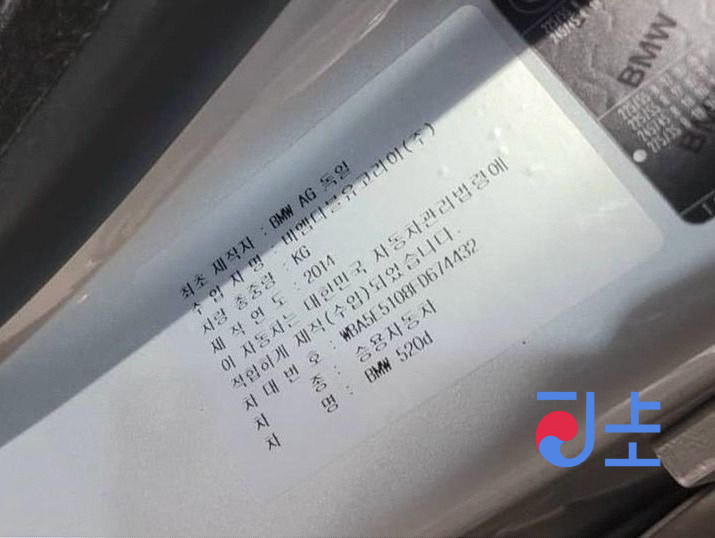 최초 제작자 : BMW AG 독일
수입자명 : 비엠더블유코리아(주)
차량 총중량 : KG
제작연도 : 2014
이 자동차는 대한민국 자동차관리법령에
적합하게 제작(수입)되었습니다.
차대번호 : WBA5E5108FD674432
차 종 : 승용자동차
차 명 : BMW 520d
BMW